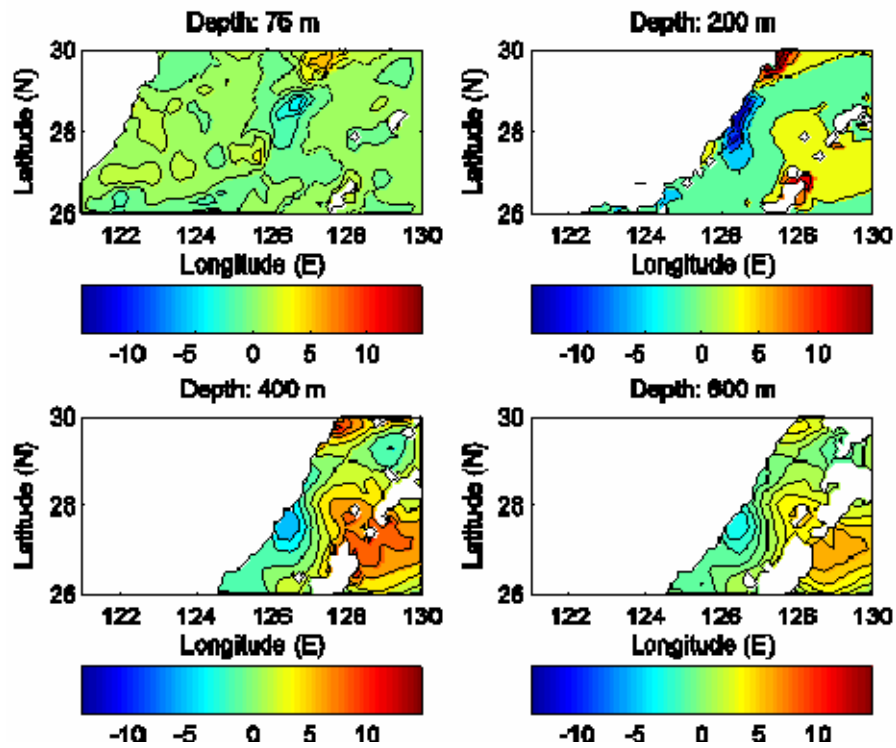 Depth: 75 m
Depth: 200 m
30
28
26
Latitude (N)
122 124 126 128 130
Longitude (E)
30
28
26
Latitude (N)
122 124 126 128 130
Longitude (E)
-10 -5 0 5 10
-10 -5 0 5 10
Depth: 400 m
Depth: 600 m
30
28
26
Latitude (N)
122 124 126 128 130
Longitude (E)
30
28
26
Latitude (N)
122 124 126 128 130
Longitude (E)
-10 -5 0 5 10
-10 -5 0 5 10